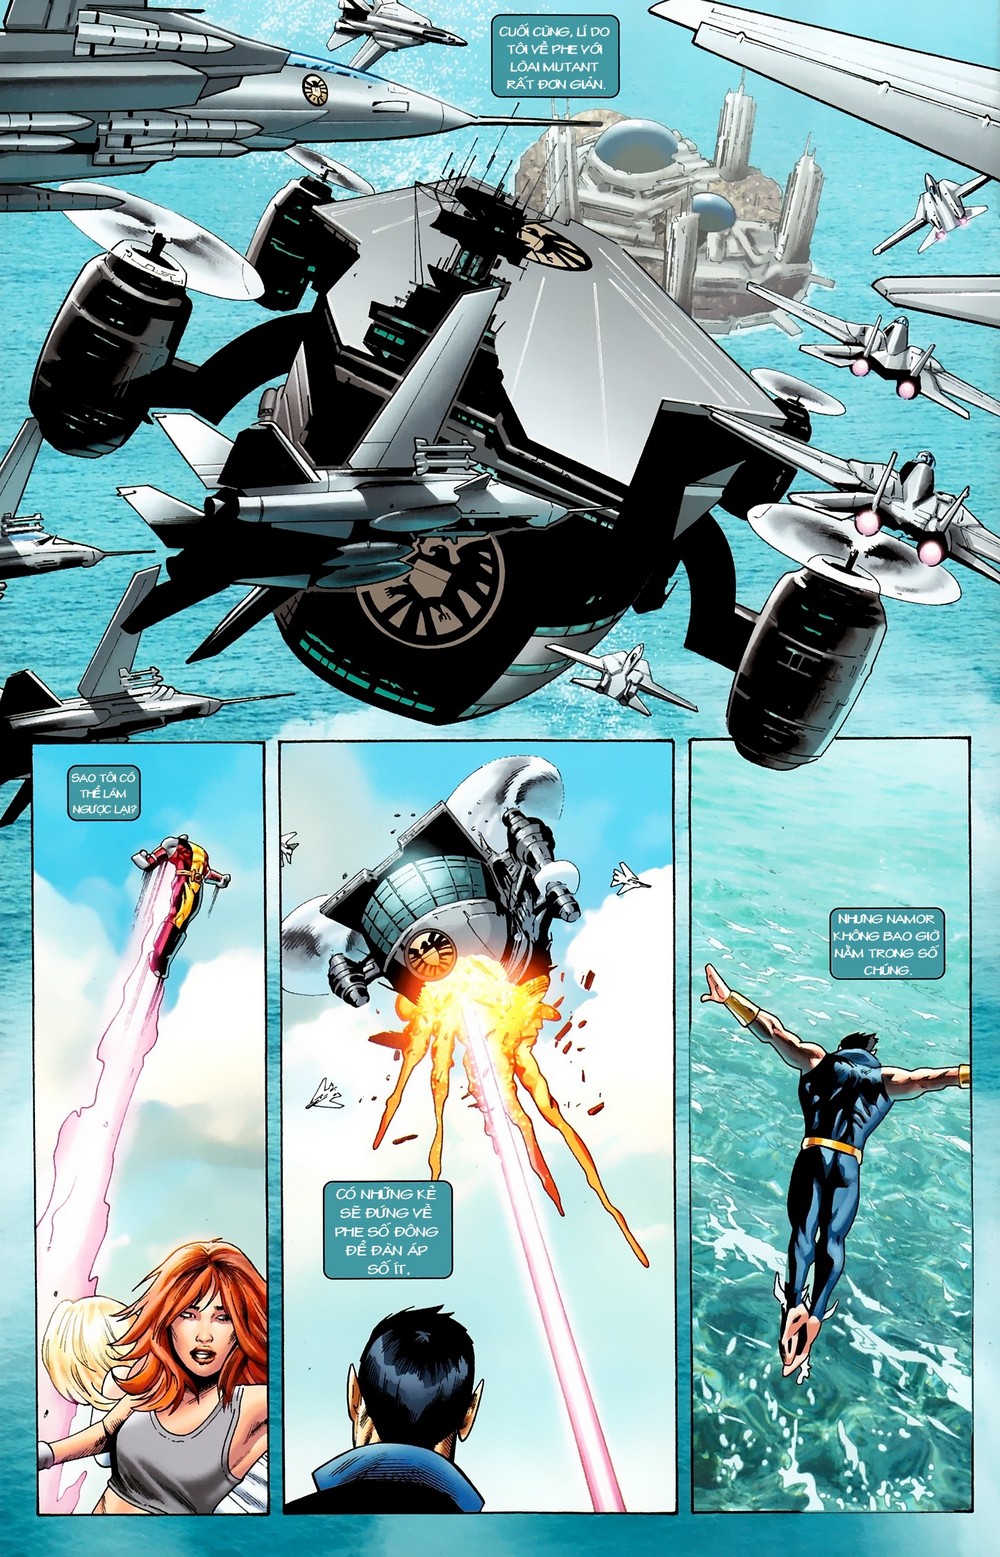 CUỐI CÙNG, LÍ DO
TÔI VỀ PHE VỚI
LÒAI MUTANT
RẤT ĐƠN GIẢN.
SAO TÔI CÓ
THỂ LÀM
NGƯỢC LẠI?
CÓ NHỮNG KẺ
SẼ ĐỨNG VỀ
PHE SỐ ĐÔNG
ĐỂ ĐÀN ÁP
SỐ ÍT.
NHƯNG NAMOR
KHÔNG BAO GIỜ
NẰM TRONG SỐ
CHÚNG.